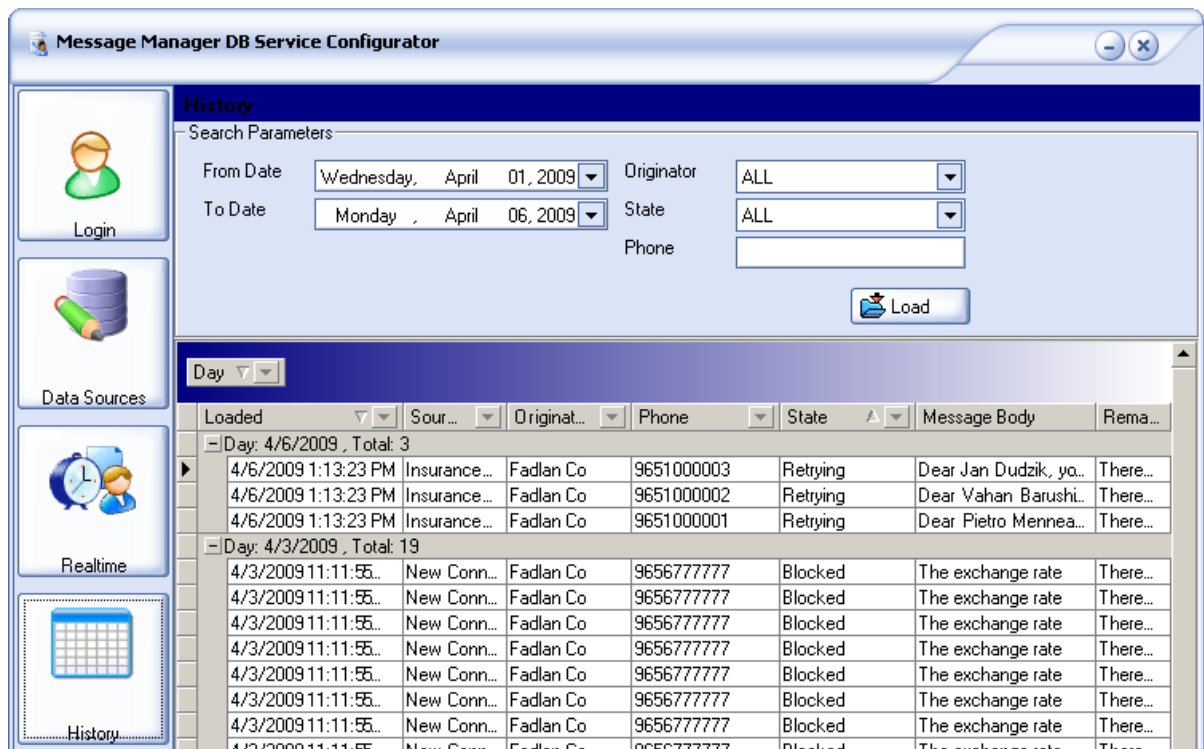 Message Manager DB Service Configurator
Login
Data Sources
Realtime
History
History
Search Parameters
From Date Wednesday, April 01, 2009 Originator ALL
To Date Monday , April 06, 2009 State ALL
Phone
Load
Day
Loaded Sour... Originat... Phone State Message Body Rema...
Day: 4/6/2009 , Total: 3
4/6/2009 1:13:23 PM Insurance... Fadlan Co 9651000003 Retrying Dear Jan Dudzik, yo... There...
4/6/2009 1:13:23 PM Insurance... Fadlan Co 9651000002 Retrying Dear Vahan Barushi... There...
4/6/2009 1:13:23 PM Insurance... Fadlan Co 9651000001 Retrying Dear Pietro Mennea... There...
Day: 4/3/2009 , Total: 19
4/3/2009 11:11:55... New Conn... Fadlan Co 9656777777 Blocked The exchange rate There...
4/3/2009 11:11:55... New Conn... Fadlan Co 9656777777 Blocked The exchange rate There...
4/3/2009 11:11:55... New Conn... Fadlan Co 9656777777 Blocked The exchange rate There...
4/3/2009 11:11:55... New Conn... Fadlan Co 9656777777 Blocked The exchange rate There...
4/3/2009 11:11:55... New Conn... Fadlan Co 9656777777 Blocked The exchange rate There...
4/3/2009 11:11:55... New Conn... Fadlan Co 9656777777 Blocked The exchange rate There...
4/3/2009 11:11:55... New Conn... Fadlan Co 9656777777 Blocked The exchange rate There...